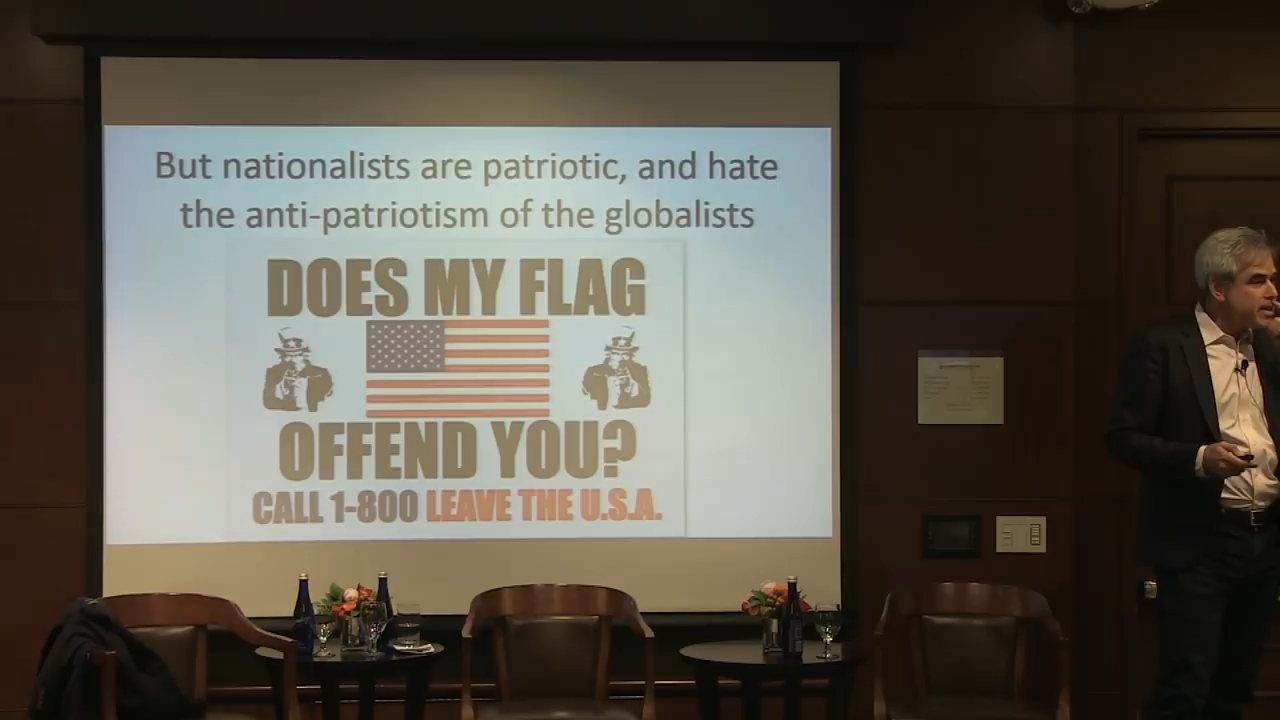 But nationalists are patriotic, and hate
the anti-patriotism of the globalists
DOES MY FLAG
OFFEND YOU?
CALL 1-800 LEAVE THE U.S.A.